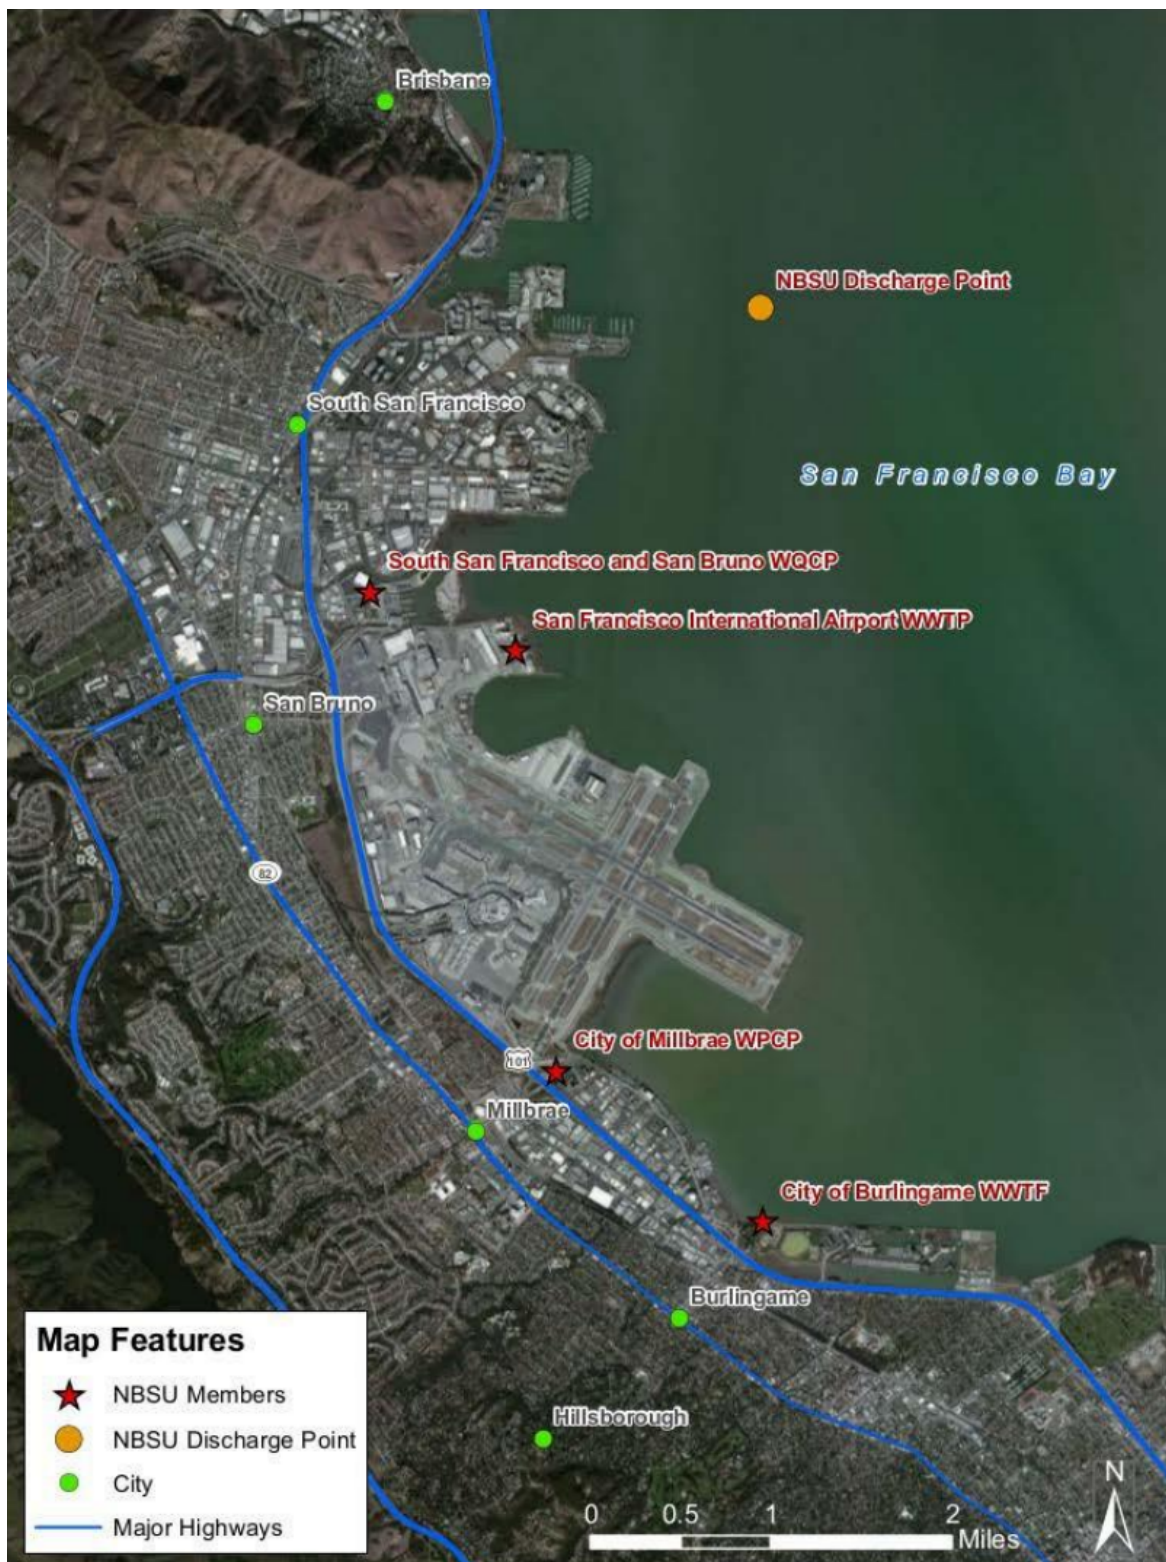 Brisbane
NBSU Discharge Point
South San Francisco
San Francisco Bay
South San Francisco and San Bruno WQCP
San Francisco International Airport WWTP
San Bruno
82
City of Millbrae WPCP
101
Millbrae
City of Burlingame WWTF
Burlingame
Hillsborough
Map Features
NBSU Members
NBSU Discharge Point
City
Major Highways
N
0 0.5 1 2
Miles